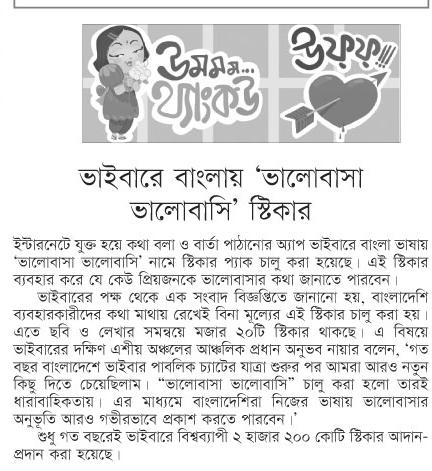 উমমম...
থ্যাংকউ
উফফ্!!!
ভাইবারে বাংলায় ‘ভালোবাসা
ভালোবাসি’ স্টিকার
ইন্টারনেটে যুক্ত হয়ে কথা বলা ও বার্তা পাঠানোর অ্যাপ ভাইবারে বাংলা ভাষায়
‘ভালোবাসা ভালোবাসি’ নামে স্টিকার প্যাক চালু করা হয়েছে। এই স্টিকার
ব্যবহার করে যে কেউ প্রিয়জনকে ভালোবাসার কথা জানাতে পারবেন।
ভাইবারের পক্ষ থেকে এক সংবাদ বিজ্ঞপ্তিতে জানানো হয়, বাংলাদেশি
ব্যবহারকারীদের কথা মাথায় রেখেই বিনা মূল্যের এই স্টিকার চালু করা হয়।
এতে ছবি ও লেখার সমন্বয়ে মজার ২০টি স্টিকার থাকছে। এ বিষয়ে
ভাইবারের দক্ষিণ এশীয় অঞ্চলের আঞ্চলিক প্রধান অনুভব নায়ার বলেন, ‘গত
বছর বাংলাদেশে ভাইবার পাবলিক চ্যাটের যাত্রা শুরুর পর আমরা আরও নতুন
কিছু দিতে চেয়েছিলাম। “ভালোবাসা ভালোবাসি” চালু করা হলো তারই
ধারাবাহিকতায়। এর মাধ্যমে বাংলাদেশিরা নিজের ভাষায় ভালোবাসার
অনুভূতি আরও গভীরভাবে প্রকাশ করতে পারবেন।’
শুধু গত বছরেই ভাইবারে বিশ্বব্যাপী ২ হাজার ২০০ কোটি স্টিকার আদান-
প্রদান করা হয়েছে।